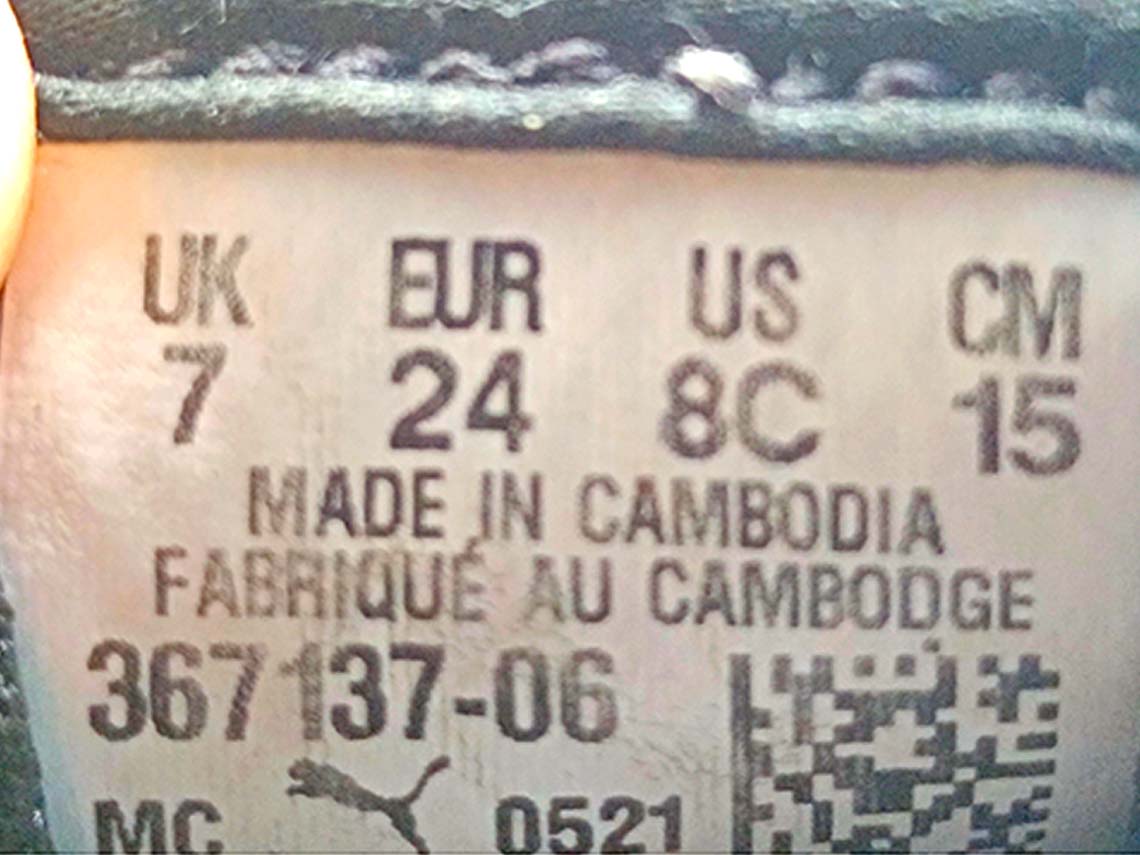 UK EUR US CM
7 24 8C 15
MADE IN CAMBODIA
FABRIQUÉ AU CAMBODGE
367137-06
MC 0521